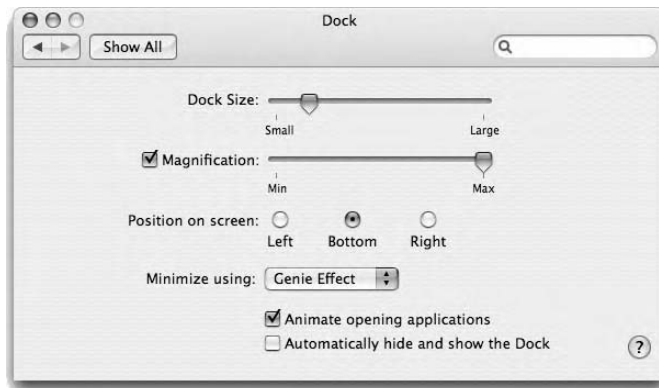 Dock
Show All
Dock Size:
Small Large
Magnification:
Min Max
Position on screen:
Left Bottom Right
Minimize using: Genie Effect
Animate opening applications
Automatically hide and show the Dock ?